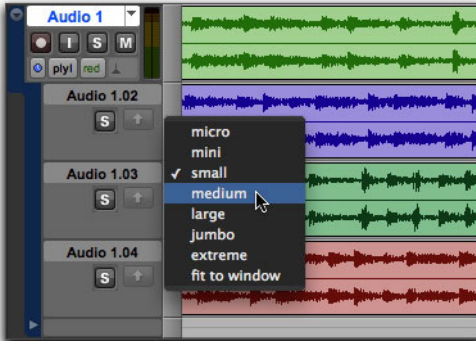 Audio 1
I S M
plyl red
Audio 1.02
S
micro
mini
✓ small
medium
large
jumbo
extreme
fit to window
Audio 1.03
S
Audio 1.04
S